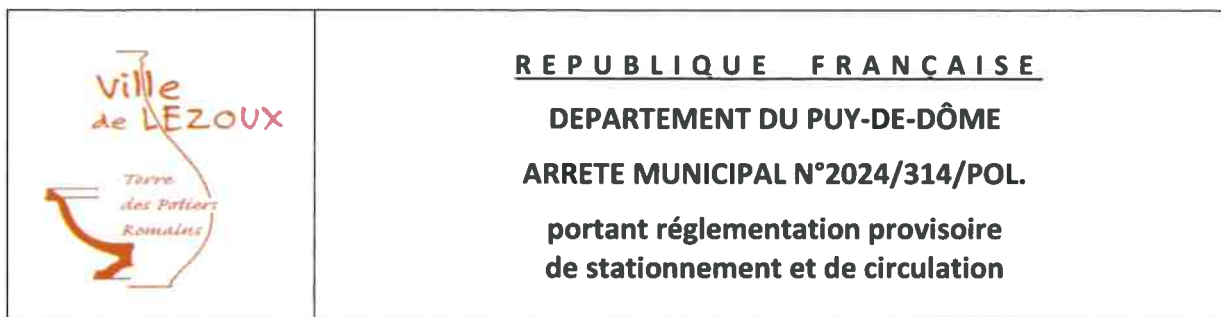 Ville
de LEZOUX
Terre
des Potiers
Romains
REPUBLIQUE FRANÇAISE
DEPARTEMENT DU PUY-DE-DÔME
ARRETE MUNICIPAL N°2024/314/POL.
portant réglementation provisoire
de stationnement et de circulation